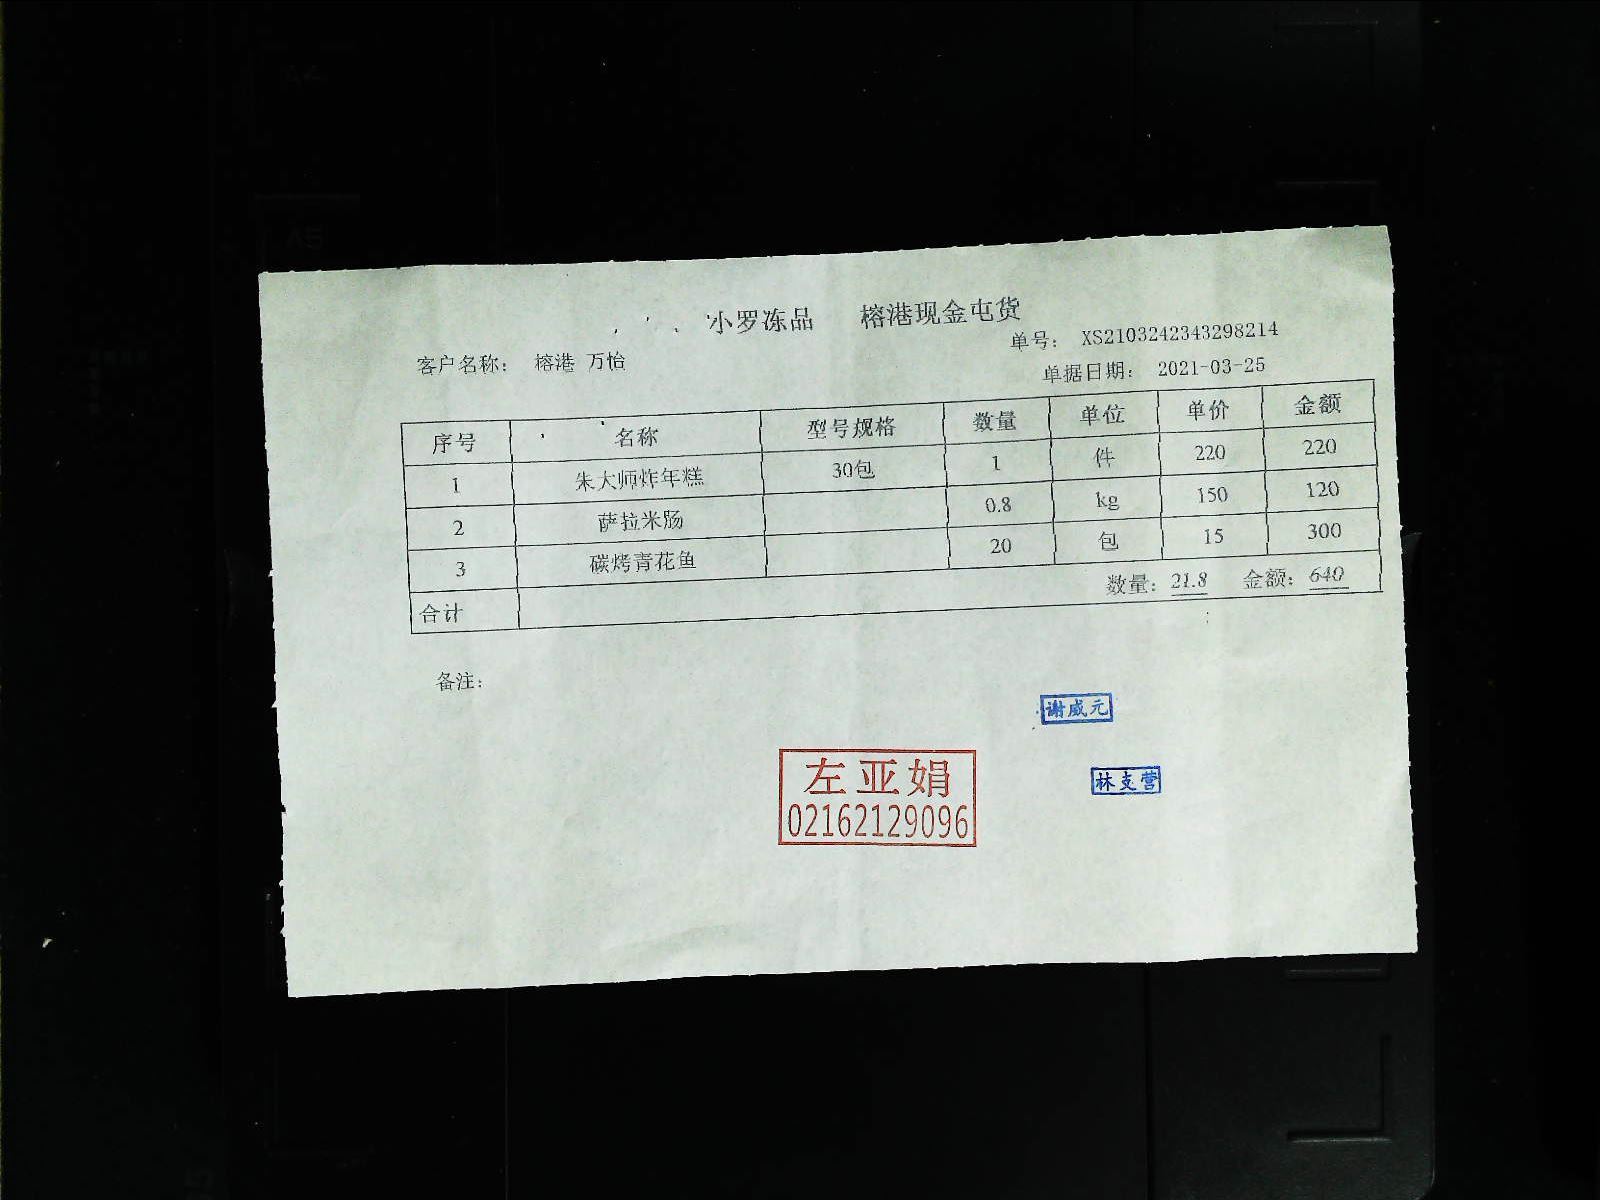 小罗冻品 榕港现金屯货
单号： XS2103242343298214
客户名称： 榕港 万怡
单据日期： 2021-03-25
序号 名称 型号规格 数量 单位 单价 金额
1 朱大师炸年糕 30包 1 件 220 220
2 萨拉米肠 0.8 kg 150 120
3 碳烤青花鱼 20 包 15 300
合计 数量：21.8 金额：640
备注：
谢威元
左亚娟
02162129096
林支营
A5